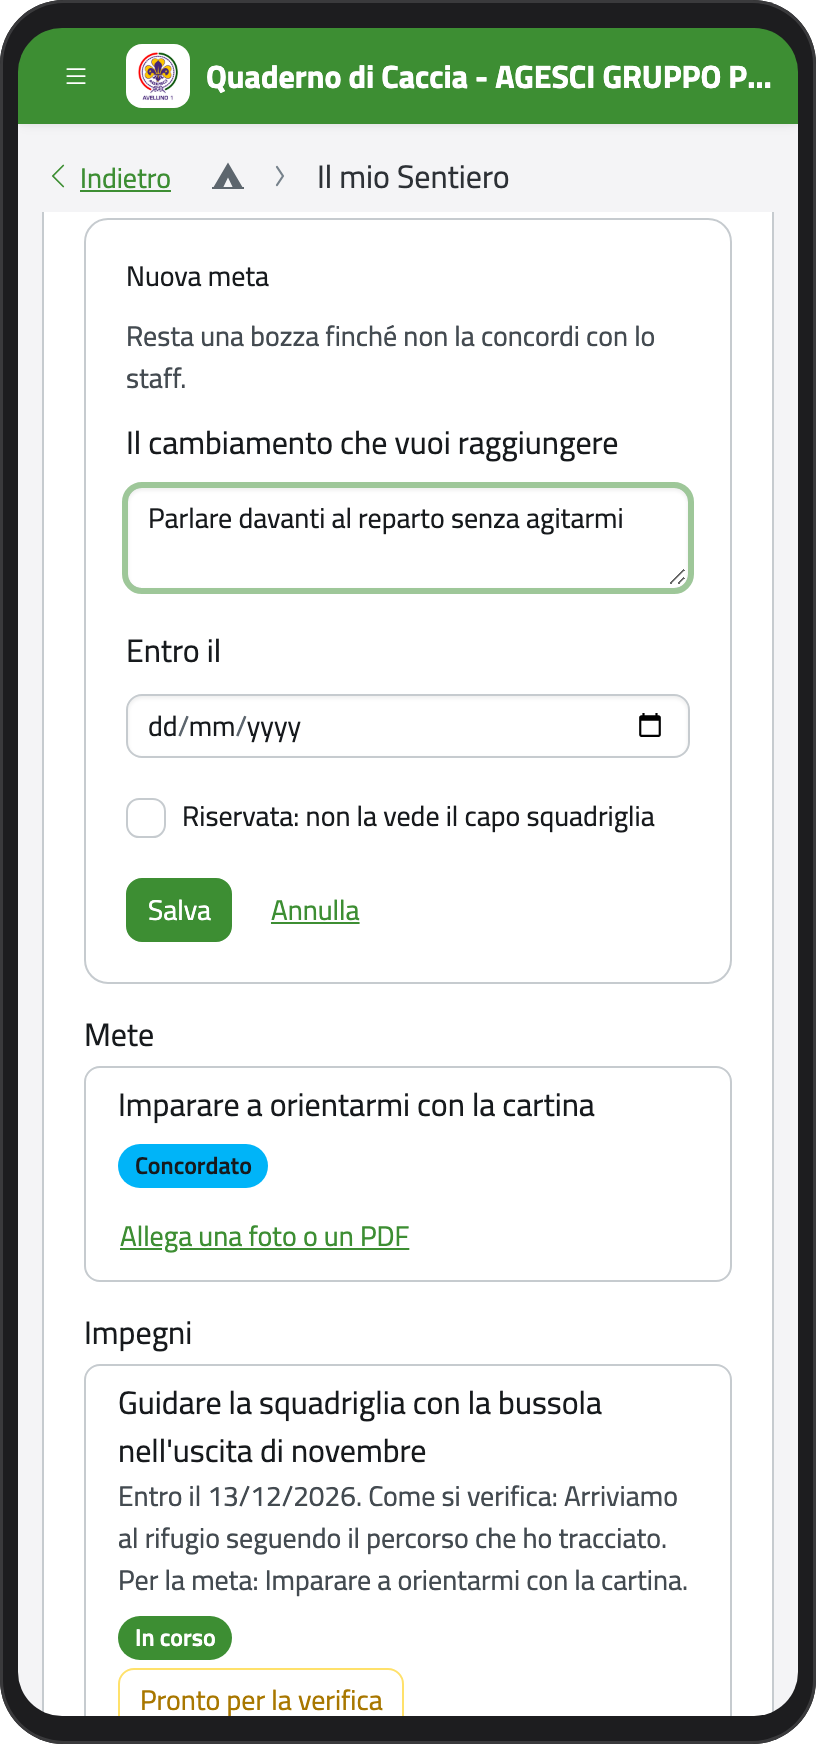 AVELLINO 1
Quaderno di Caccia - AGESCI GRUPPO P...
Indietro
Il mio Sentiero
Nuova meta
Resta una bozza finché non la concordi con lo
staff.
Il cambiamento che vuoi raggiungere
Parlare davanti al reparto senza agitarmi
Entro il
dd/mm/yyyy
Riservata: non la vede il capo squadriglia
Salva
Annulla
Mete
Imparare a orientarmi con la cartina
Concordato
Allega una foto o un PDF
Impegni
Guidare la squadriglia con la bussola
nell'uscita di novembre
Entro il 13/12/2026. Come si verifica: Arriviamo
al rifugio seguendo il percorso che ho tracciato.
Per la meta: Imparare a orientarmi con la cartina.
In corso
Pronto per la verifica